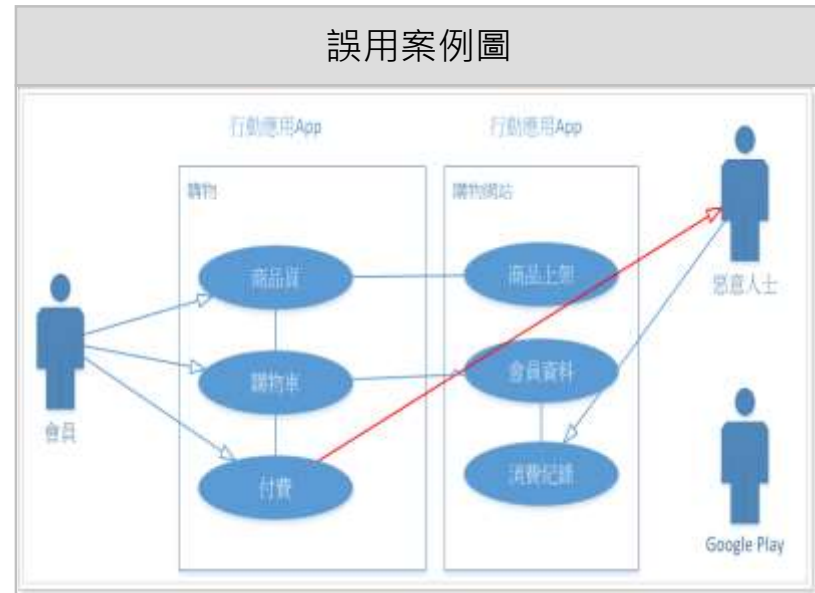 誤用案例圖
行動應用App
行動應用App
購物
購物網站
商品頁
商品上架
惡意人士
購物車
會員資料
會員
付費
消費紀錄
Google Play